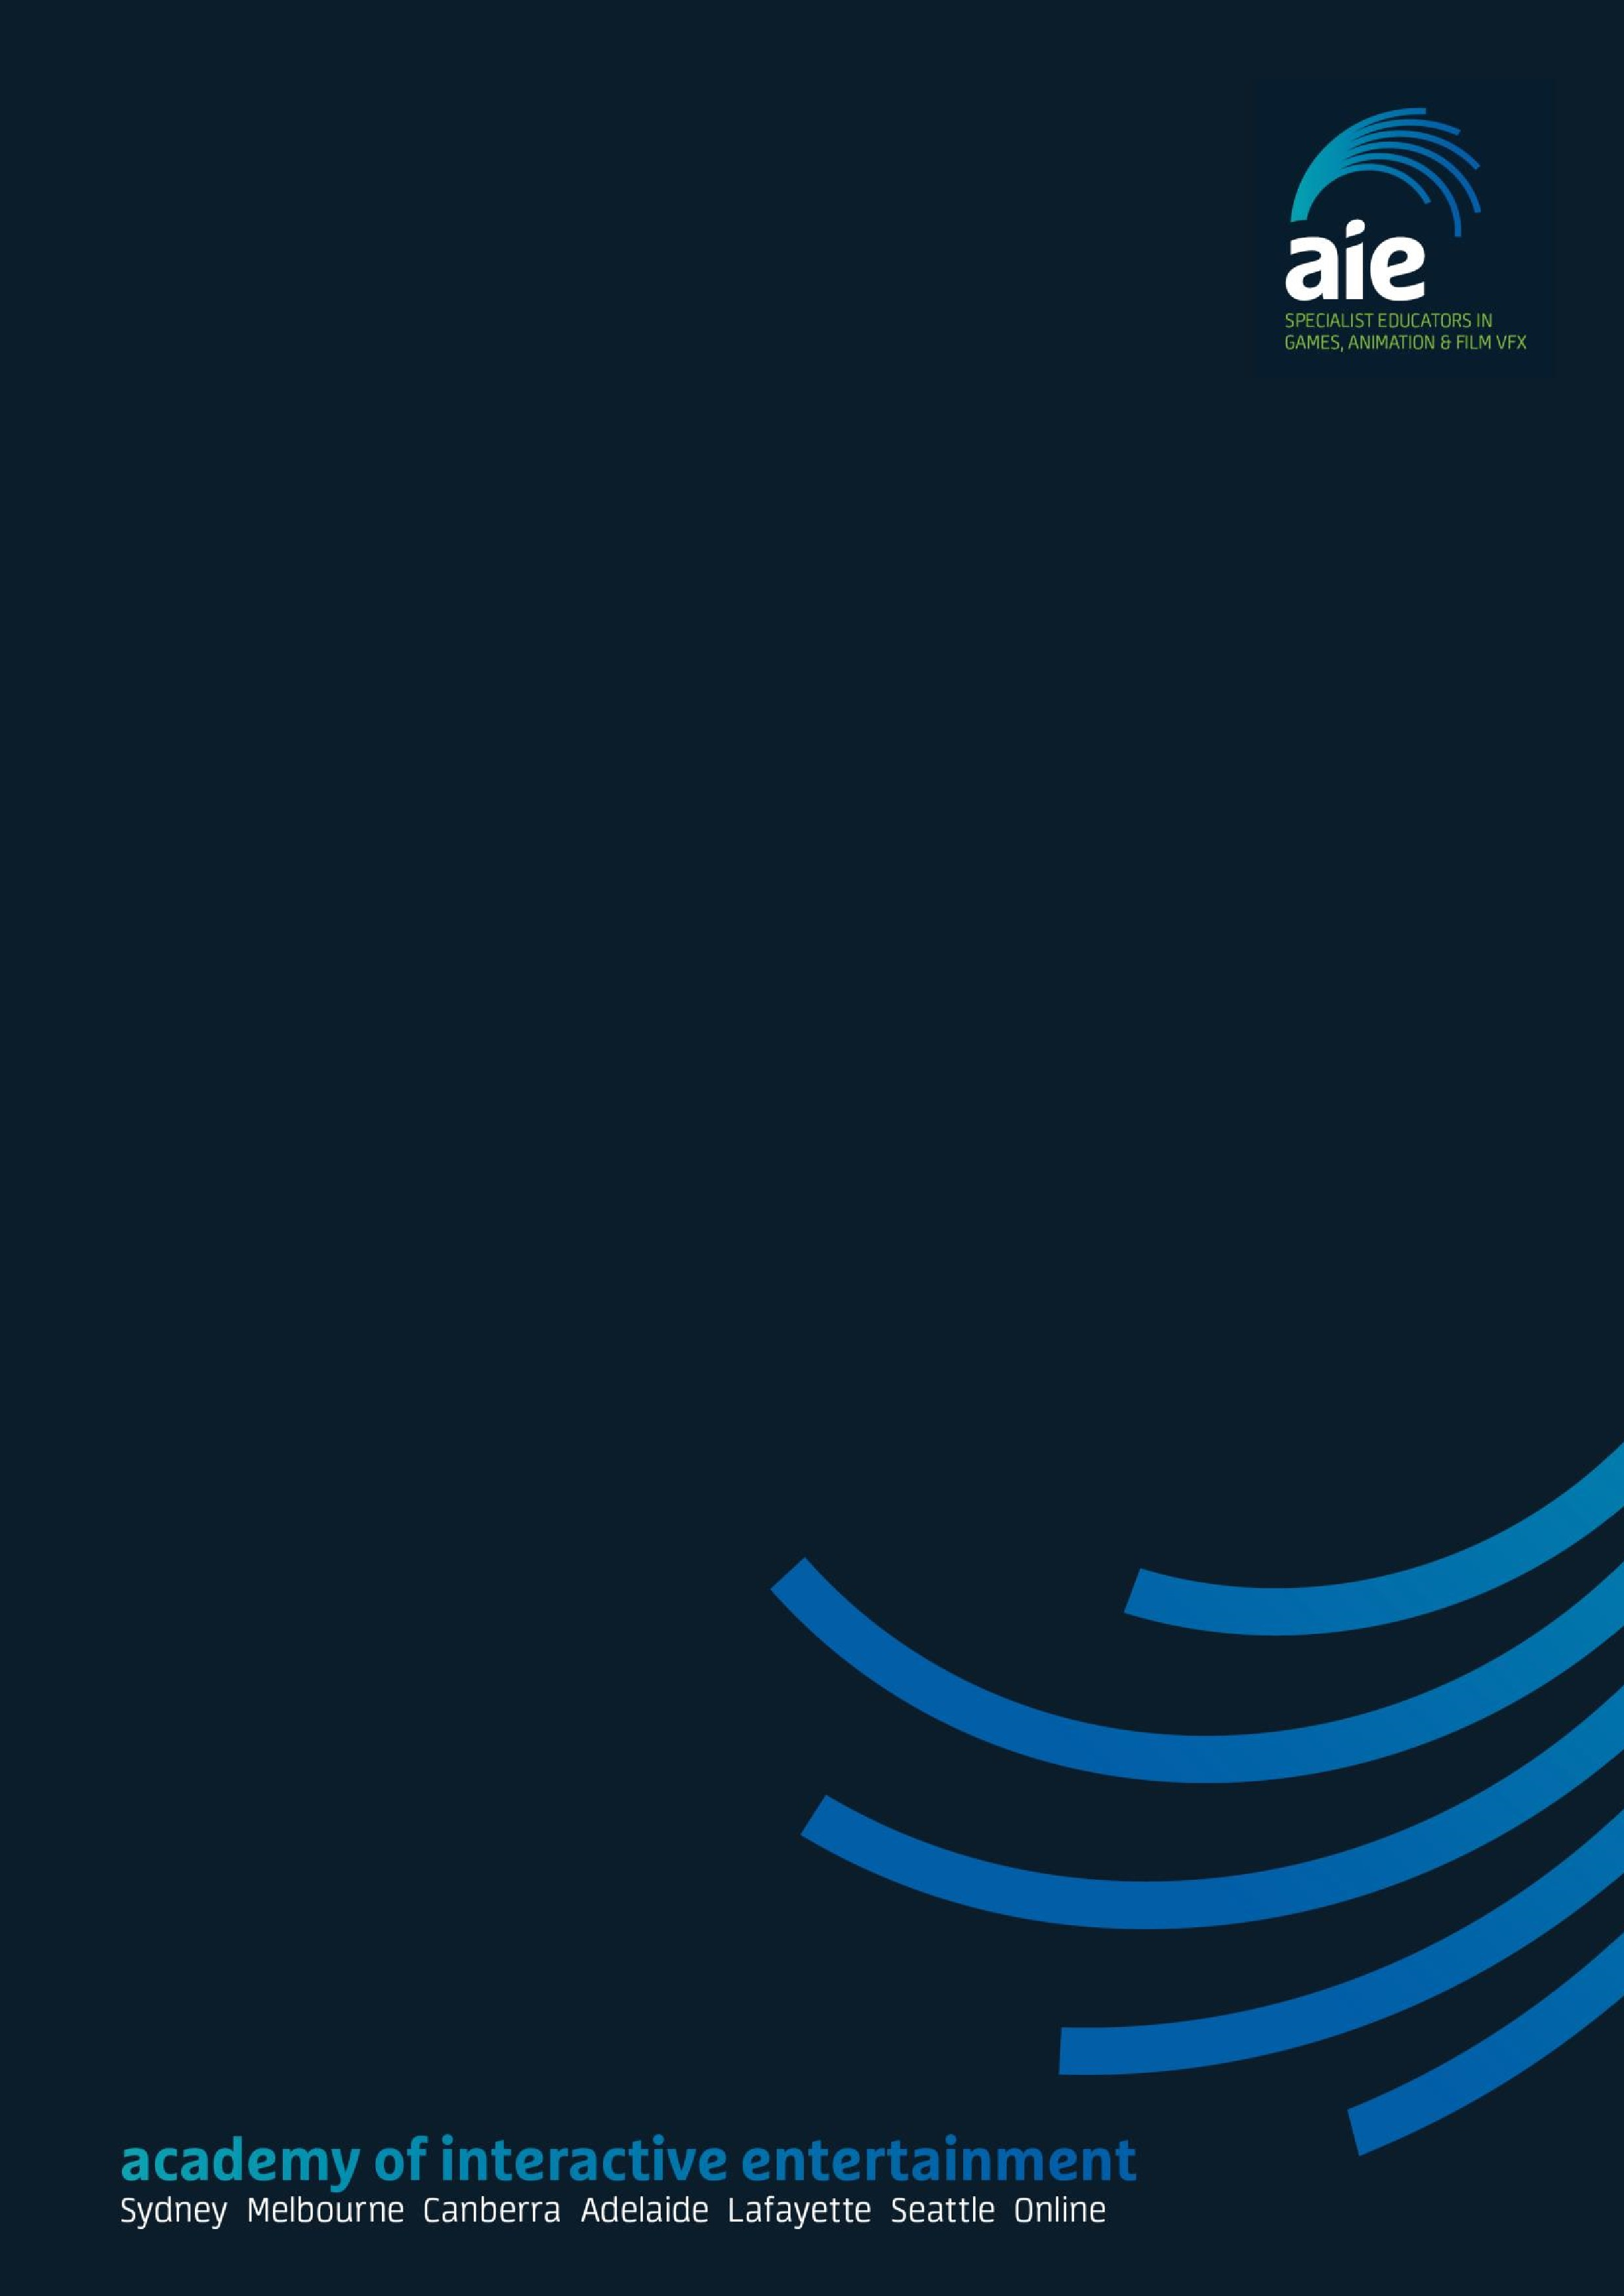 aie
SPECIALIST EDUCATORS IN
GAMES, ANIMATION & FILM VFX
academy of interactive entertainment
Sydney Melbourne Canberra Adelaide Lafayette Seattle Online